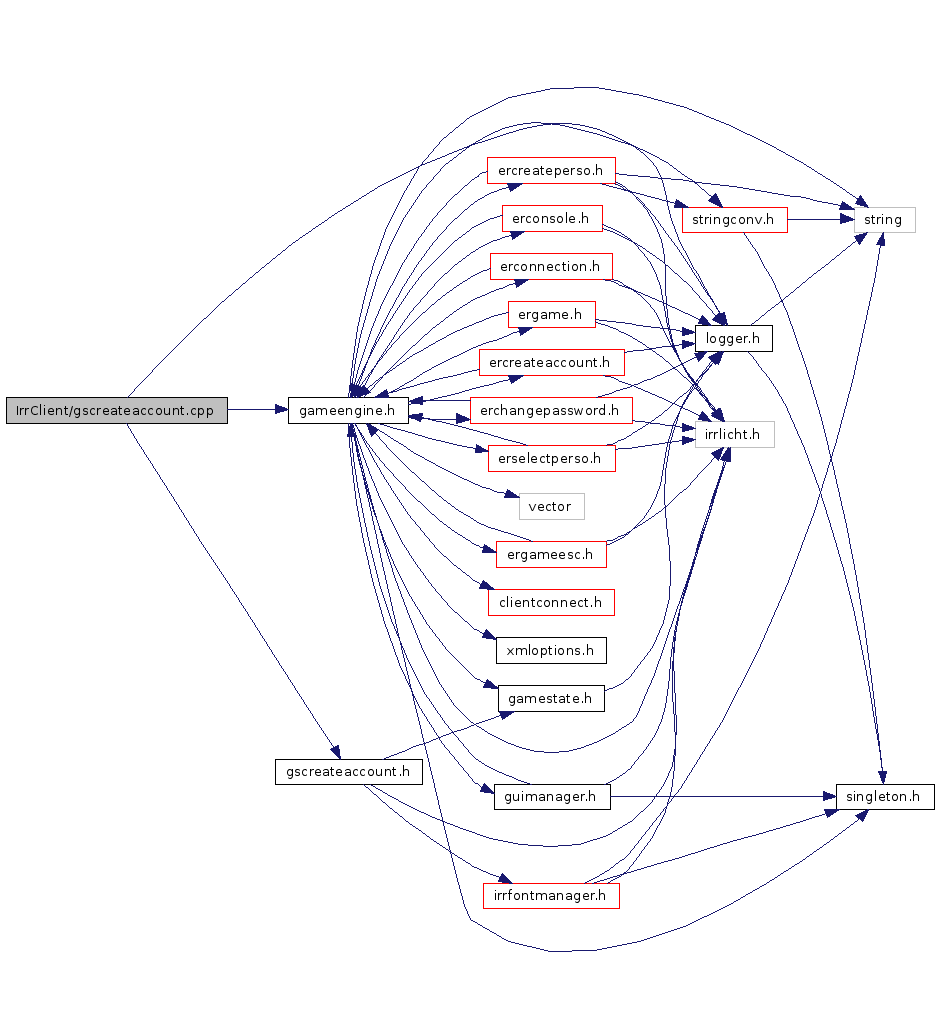 ercreateperso.h
erconsole.h
stringconv.h
string
erconnection.h
ergame.h
logger.h
ercreateaccount.h
IrrClient/gscreateaccount.cpp
gameengine.h
erchangepassword.h
irrlicht.h
erselectperso.h
vector
ergameesc.h
clientconnect.h
xmloptions.h
gamestate.h
gscreateaccount.h
guimanager.h
singleton.h
irrfontmanager.h